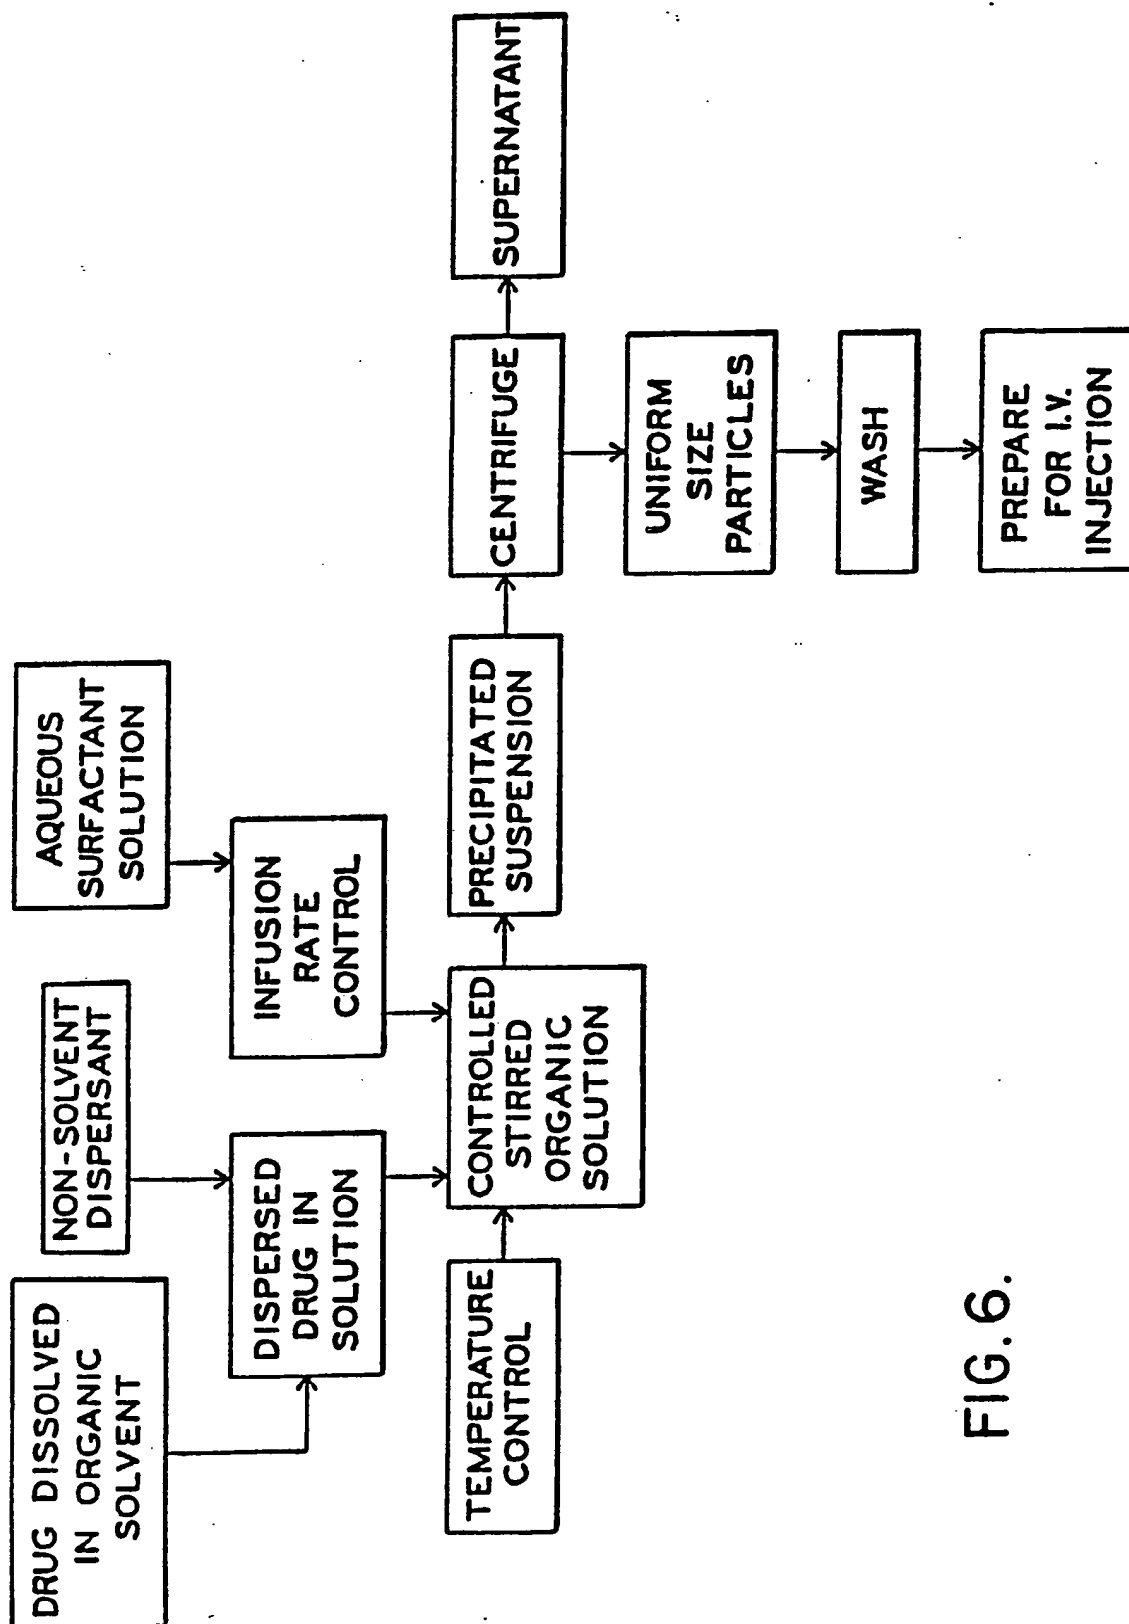 DRUG DISSOLVED
IN ORGANIC
SOLVENT
NON-SOLVENT
DISPERSANT
AQUEOUS
SURFACTANT
SOLUTION
DISPERSED
DRUG IN
SOLUTION
INFUSION
RATE
CONTROL
TEMPERATURE
CONTROL
CONTROLLED
STIRRED
ORGANIC
SOLUTION
PRECIPITATED
SUSPENSION
CENTRIFUGE
SUPERNATANT
UNIFORM
SIZE
PARTICLES
WASH
PREPARE
FOR I.V.
INJECTION
FIG. 6.